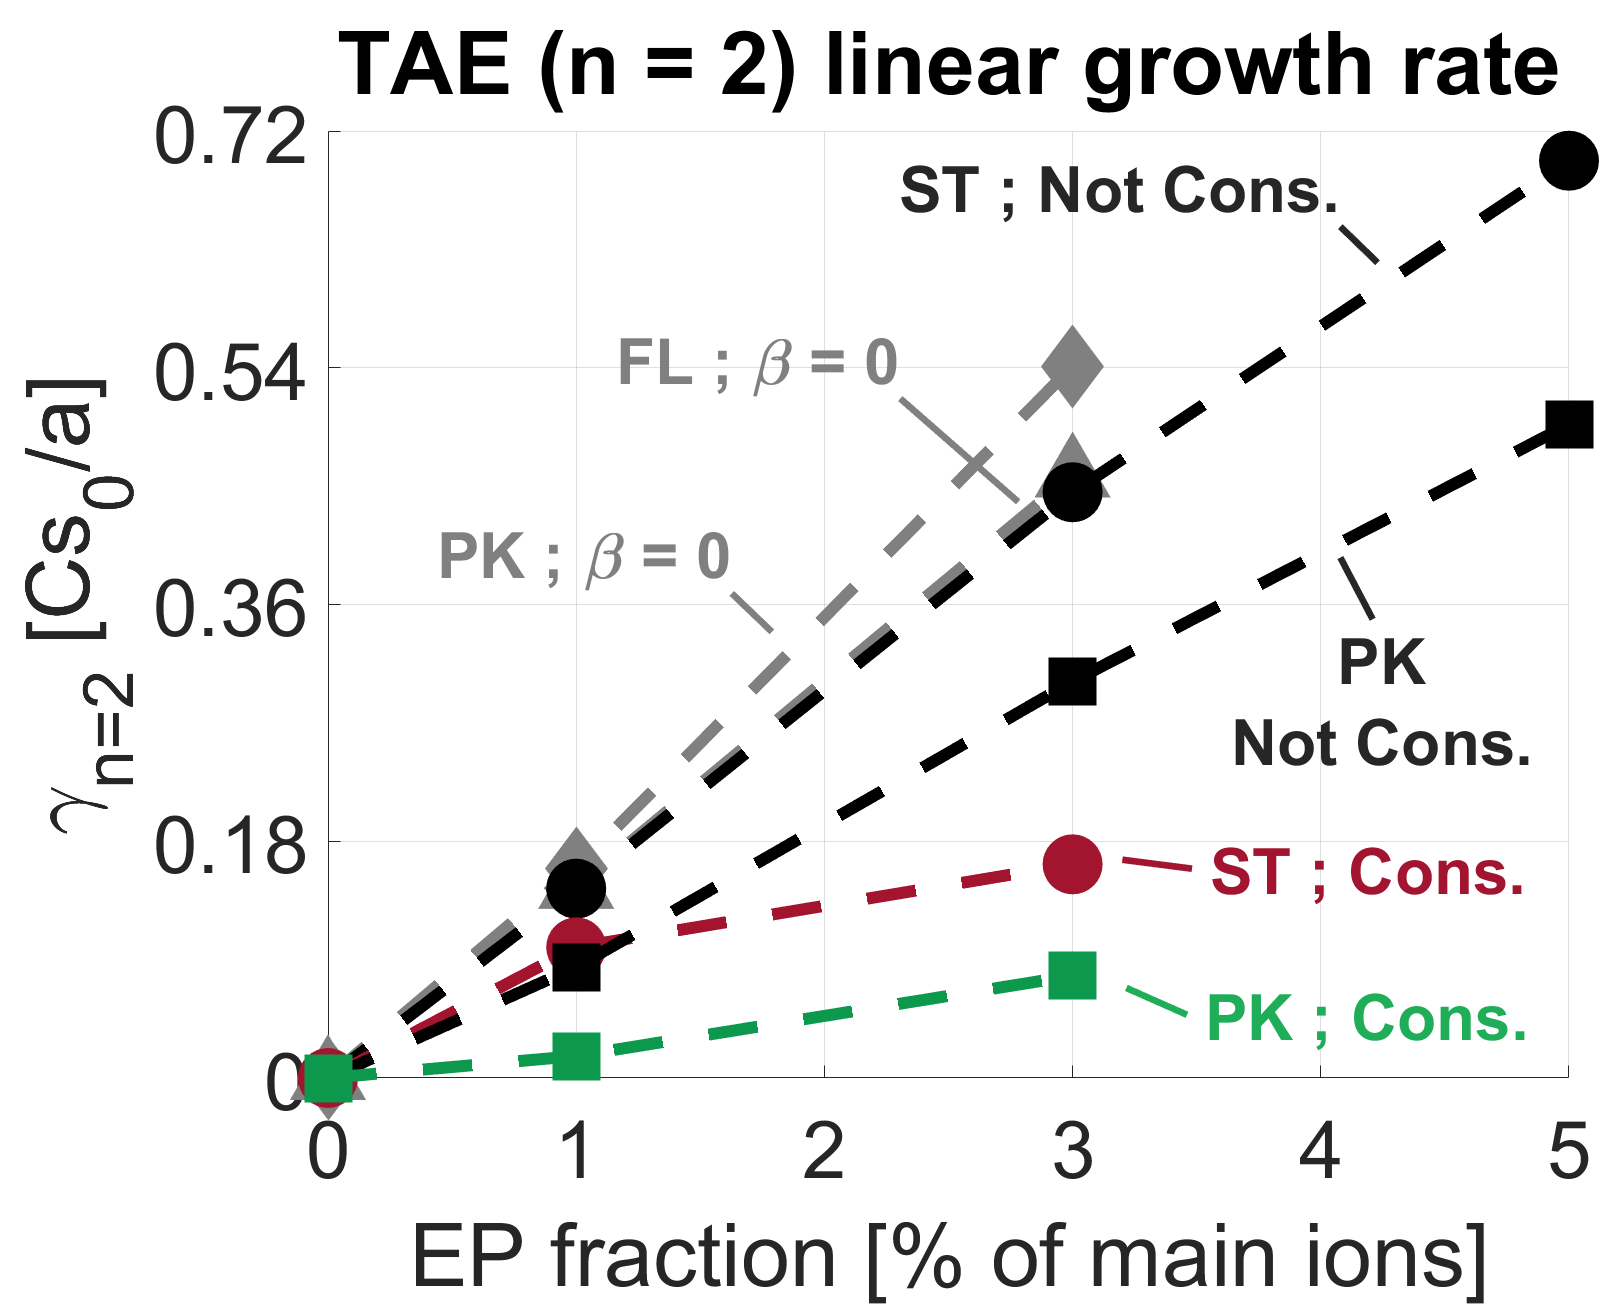 TAE (n = 2) linear growth rate
0.72
0.54
0.36
0.18
0
γn=2 [Cs0/a]
ST ; Not Cons.
FL ; β = 0
PK ; β = 0
PK
Not Cons.
ST ; Cons.
PK ; Cons.
0 1 2 3 4 5
EP fraction [% of main ions]